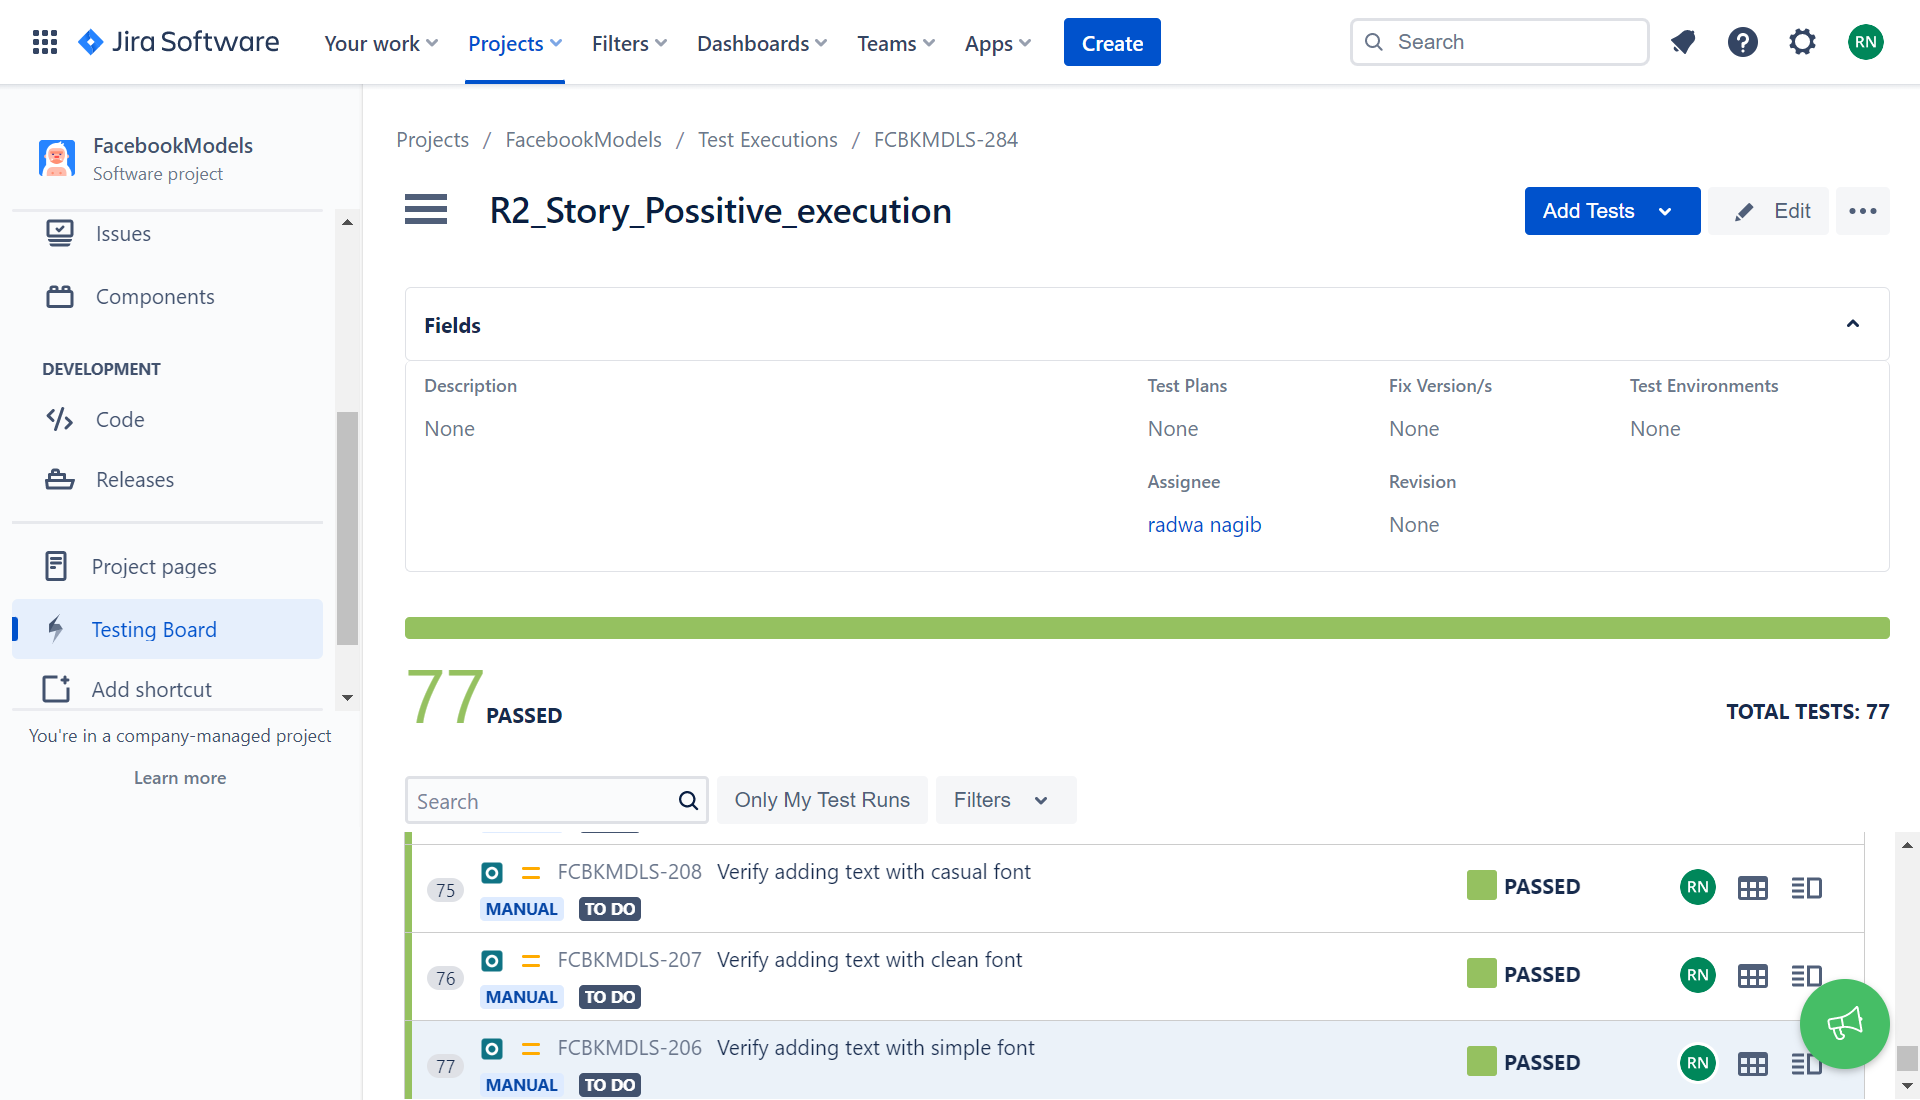 Jira Software
Your work
Projects
Filters
Dashboards
Teams
Apps
Create
Search
RN
FacebookModels
Software project
Issues
Components
DEVELOPMENT
Code
Releases
Project pages
Testing Board
Add shortcut
You're in a company-managed project
Learn more
Projects / FacebookModels / Test Executions / FCBKMDLS-284
R2_Story_Possitive_execution
Add Tests
Edit
Fields
Description
None
Test Plans
None
Fix Version/s
None
Test Environments
None
Assignee
radwa nagib
Revision
None
77 PASSED
TOTAL TESTS: 77
Search
Only My Test Runs
Filters
75 FCBKMDLS-208 Verify adding text with casual font PASSED RN
MANUAL TO DO
76 FCBKMDLS-207 Verify adding text with clean font PASSED RN
MANUAL TO DO
77 FCBKMDLS-206 Verify adding text with simple font PASSED RN
MANUAL TO DO